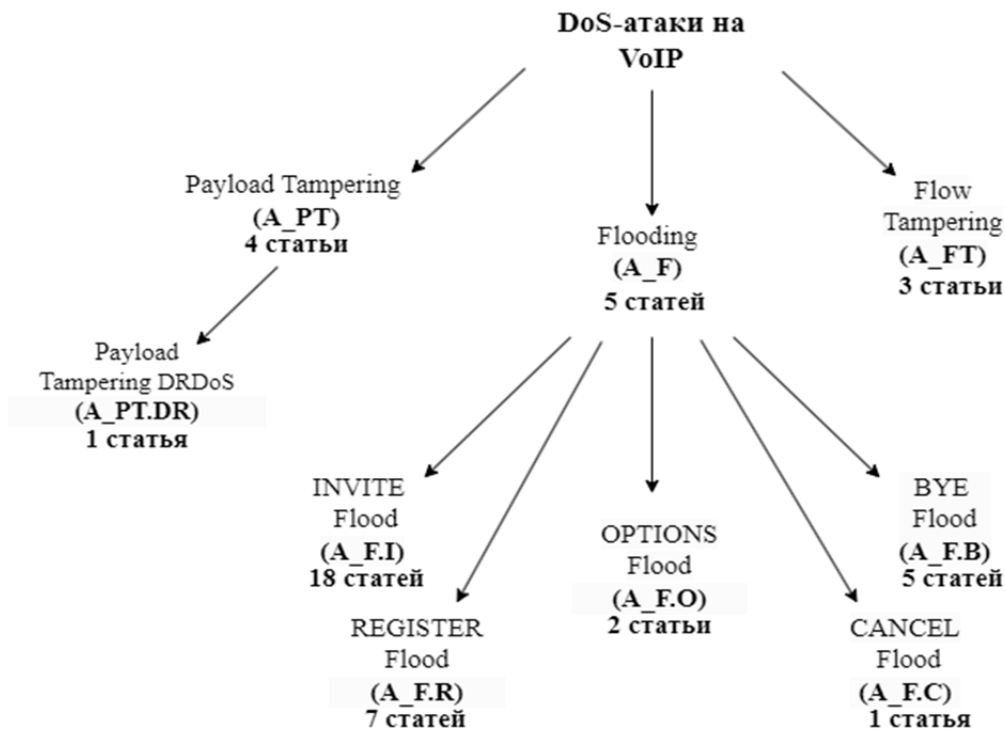 DoS-атаки на
VoIP
Payload Tampering
(A_PT)
4 статьи
Flooding
(A_F)
5 статей
Flow
Tampering
(A_FT)
3 статьи
Payload
Tampering DRDoS
(A_PT.DR)
1 статья
INVITE
Flood
(A_F.I)
18 статей
REGISTER
Flood
(A_F.R)
7 статей
OPTIONS
Flood
(A_F.O)
2 статьи
CANCEL
Flood
(A_F.C)
1 статья
BYE
Flood
(A_F.B)
5 статей